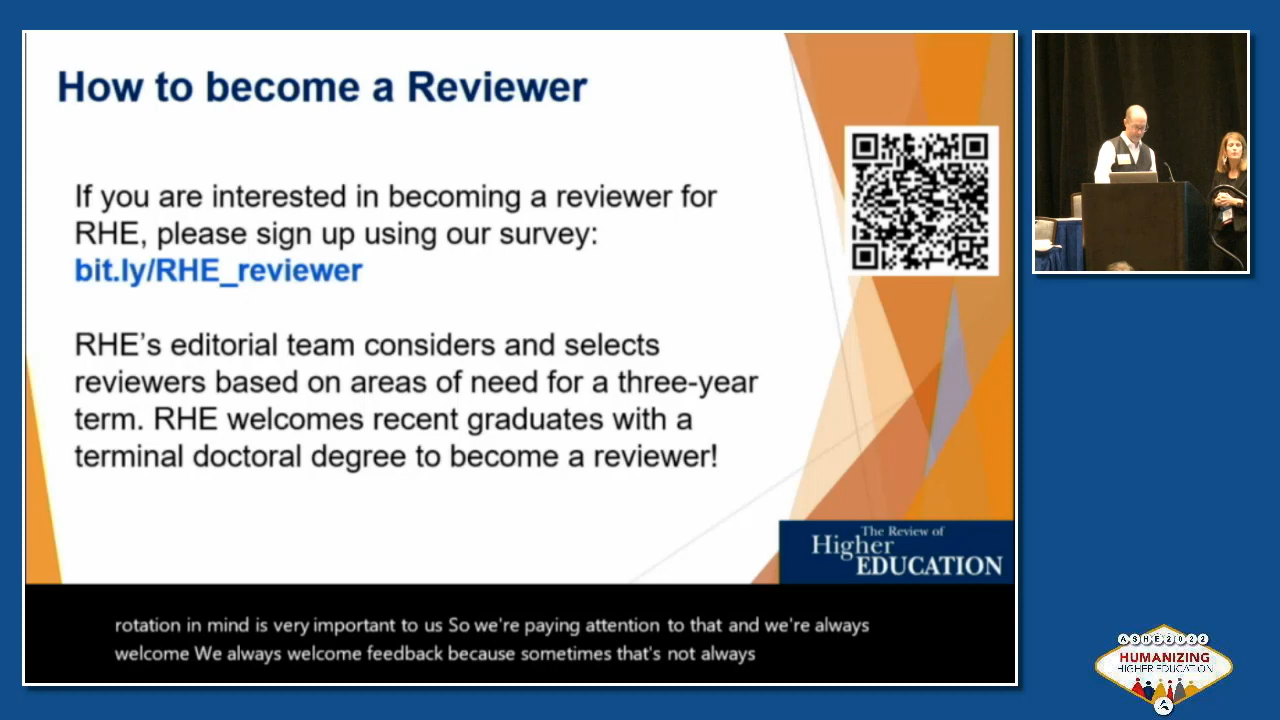 How to become a Reviewer
If you are interested in becoming a reviewer for
RHE, please sign up using our survey:
bit.ly/RHE_reviewer
RHE’s editorial team considers and selects
reviewers based on areas of need for a three-year
term. RHE welcomes recent graduates with a
terminal doctoral degree to become a reviewer!
The Review of
Higher
EDUCATION
rotation in mind is very important to us So we're paying attention to that and we're always
welcome We always welcome feedback because sometimes that's not always
ASHE2022
HUMANIZING
HIGHER EDUCATION
A